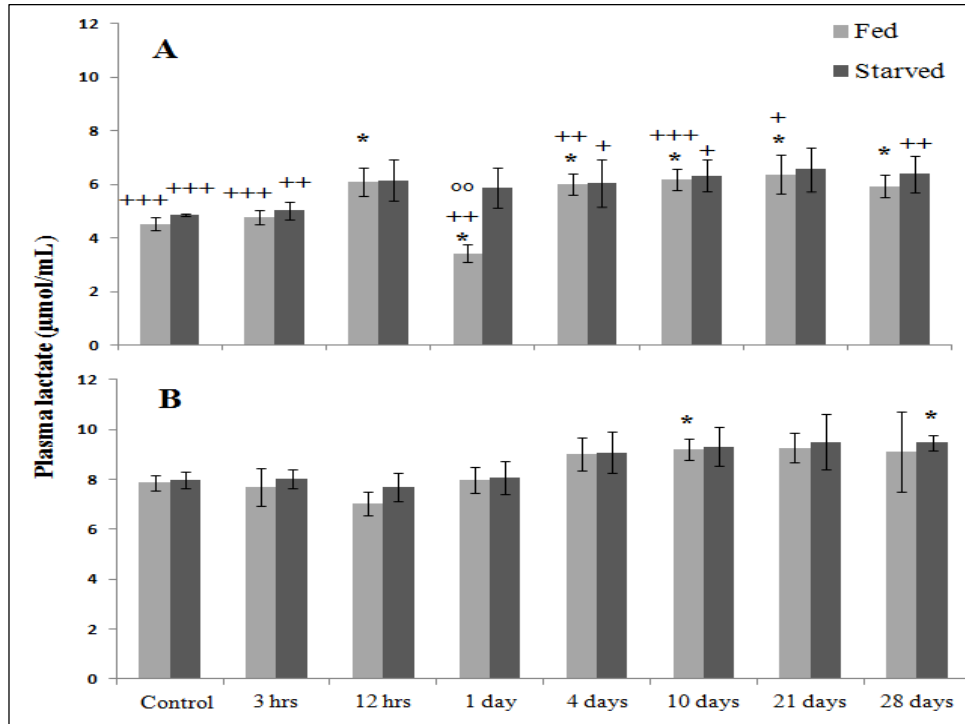 12
10
8
6
4
2
0
A
Fed
Starved
+++ +++ +++ ++ * °° ++ * ++ * + +++ * + + * * ++
Plasma lactate (µmol/mL)
12
10
8
6
4
2
0
B
* *
Control 3 hrs 12 hrs 1 day 4 days 10 days 21 days 28 days